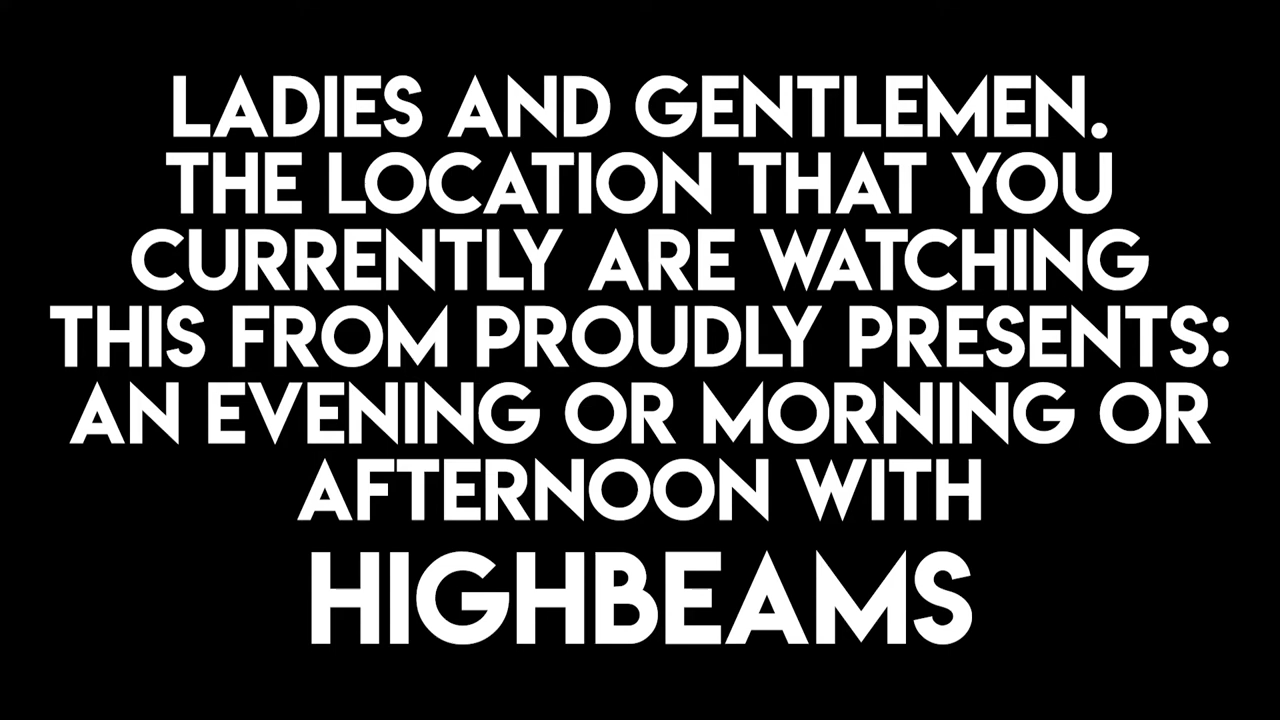 LADIES AND GENTLEMEN.
THE LOCATION THAT YOU
CURRENTLY ARE WATCHING
THIS FROM PROUDLY PRESENTS:
AN EVENING OR MORNING OR
AFTERNOON WITH
HIGHBEAMS